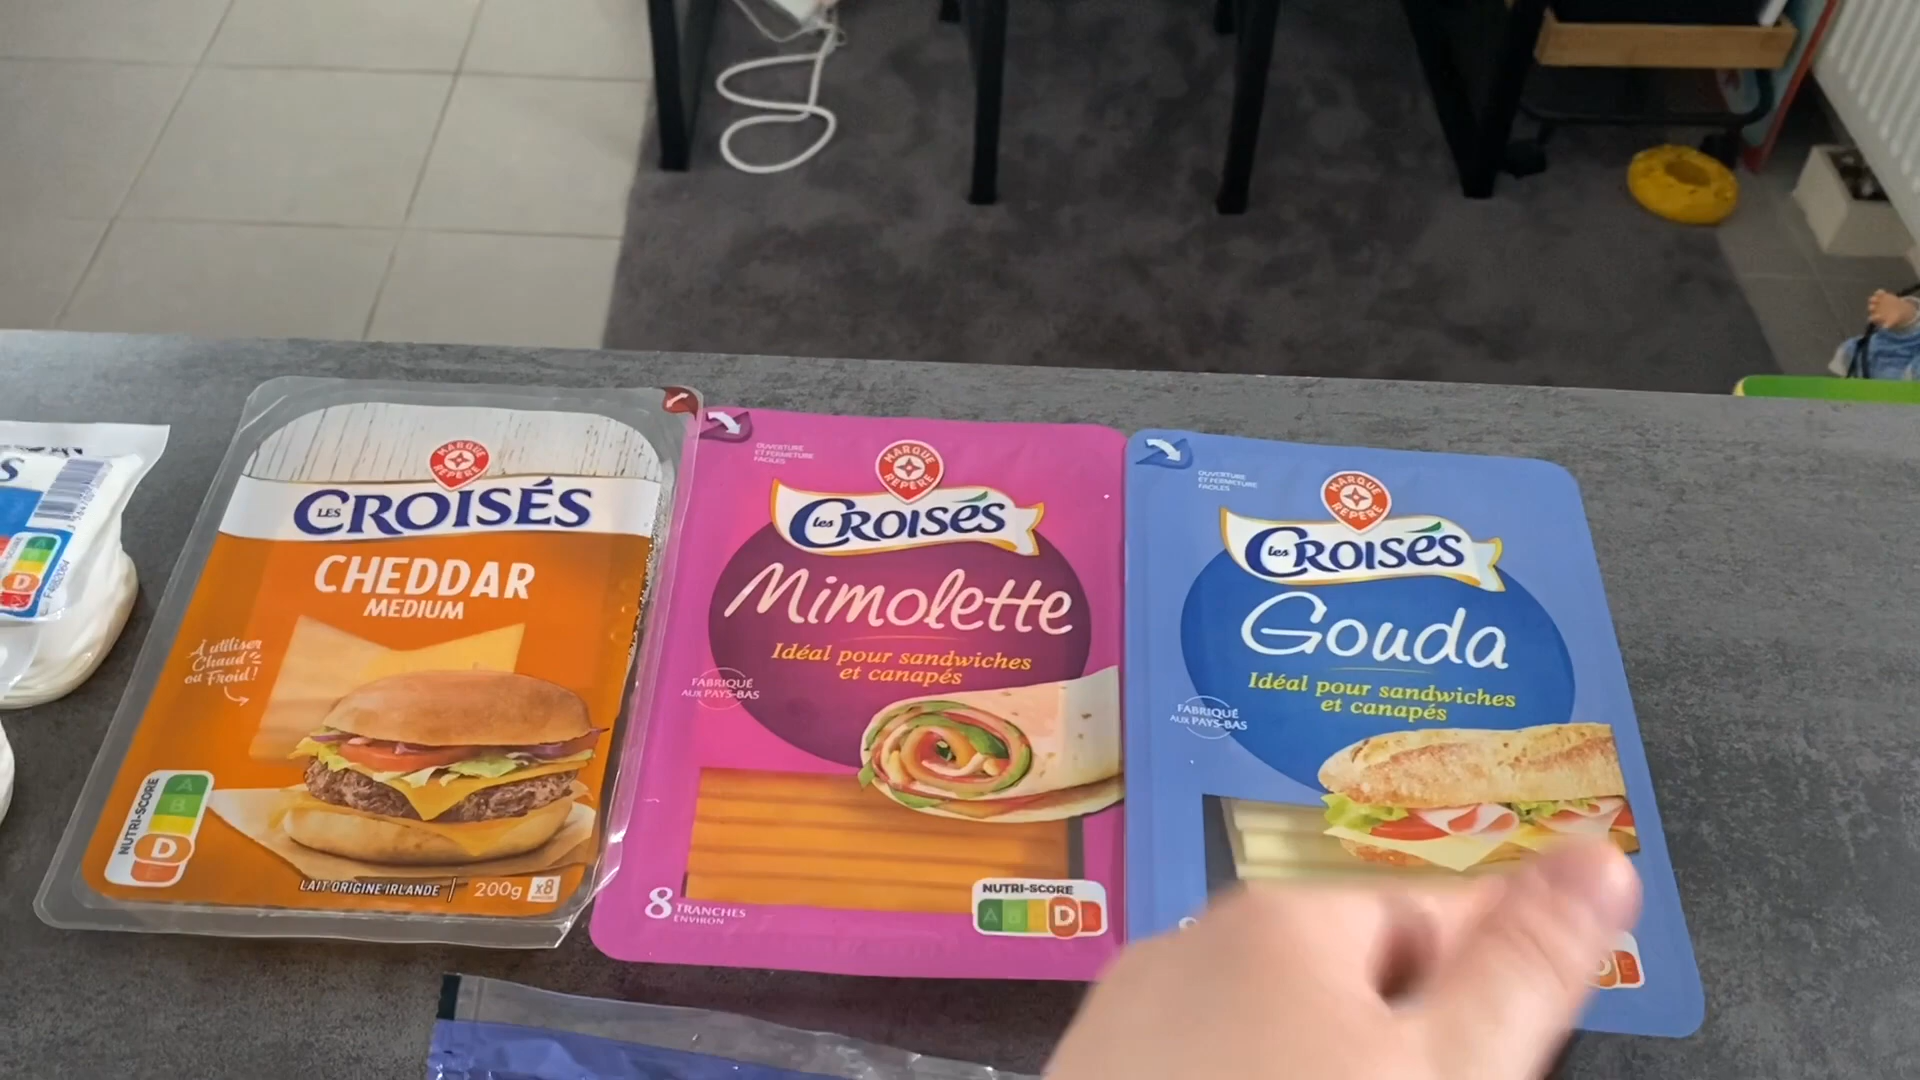 S
NUTRI-SCORE
D
MARQUE
REPÈRE
LES CROISÉS
CHEDDAR
MEDIUM
À utiliser
Chaud
ou Froid !
NUTRI-SCORE
A
B
D
LAIT ORIGINE IRLANDE
200g
x8
OUVERTURE
ET FERMETURE
FACILES
MARQUE
REPÈRE
les CROISÉS
Mimolette
Idéal pour sandwiches
et canapés
FABRIQUÉ
AUX PAYS-BAS
8 TRANCHES
ENVIRON
NUTRI-SCORE
A B D E
OUVERTURE
ET FERMETURE
FACILES
MARQUE
REPÈRE
les CROISÉS
Gouda
Idéal pour sandwiches
et canapés
FABRIQUÉ
AUX PAYS-BAS
D E